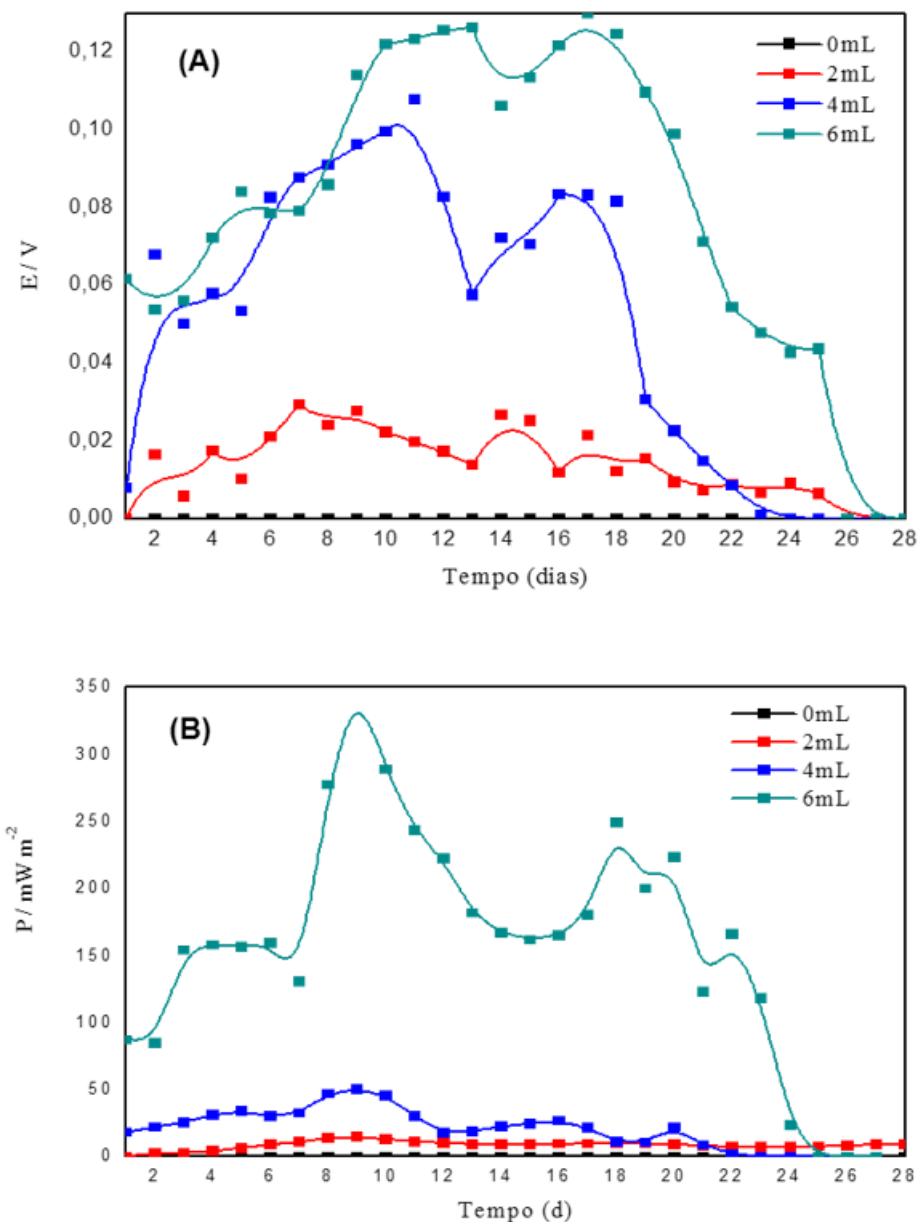 (A)
0mL
2mL
4mL
6mL
0,12
0,10
0,08
0,06
0,04
0,02
0,00
E / V
2 4 6 8 10 12 14 16 18 20 22 24 26 28
Tempo (dias)
(B)
0mL
2mL
4mL
6mL
350
300
250
200
150
100
50
0
P / mWm-2
2 4 6 8 10 12 14 16 18 20 22 24 26 28
Tempo (d)